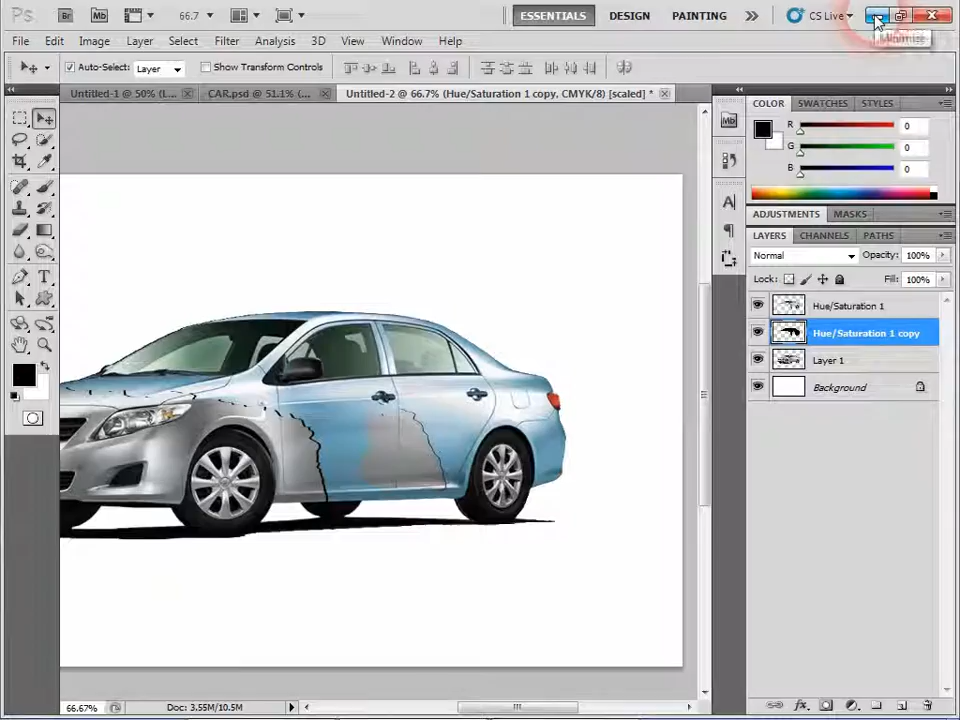 Ps Br Mb 66.7 ESSENTIALS DESIGN PAINTING CS Live
File Edit Image Layer Select Filter Analysis 3D View Window Help
Minimize
Auto-Select: Layer Show Transform Controls
Untitled-1 @ 50% (L... CAR.psd @ 51.1% (... Untitled-2 @ 66.7% (Hue/Saturation 1 copy, CMYK/8) [scaled] *
COLOR SWATCHES STYLES
Mb
R 0
G 0
B 0
ADJUSTMENTS MASKS
LAYERS CHANNELS PATHS
Normal Opacity: 100%
Lock: Fill: 100%
Hue/Saturation 1
Hue/Saturation 1 copy
Layer 1
Background
66.67% Doc: 3.55M/10.5M